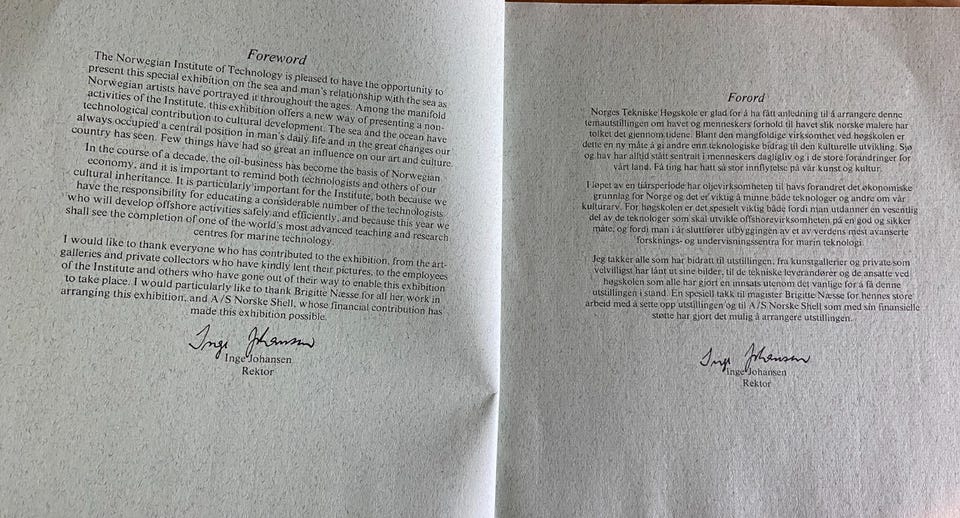 Foreword
The Norwegian Institute of Technology is pleased to have the opportunity to
present this special exhibition on the sea and man's relationship with the sea as
Norwegian artists have portrayed it throughout the ages. Among the manifold
activities of the Institute, this exhibition offers a new way of presenting a non-
technological contribution to cultural development. The sea and the ocean have
always occupied a central position in man's daily life and in the great changes our
country has seen. Few things have so great an influence on our art and culture.
In the course of a decade, the oil-business has become the basis of Norwegian
economy, and it is important to remind both technologists and others of our
cultural inheritance. It is particularly important for the Institute, both because we
have the responsibility for educating a considerable number of the technologists
who will develop offshore activities safely and efficiently, and because this year we
shall see the completion of one of the world's most advanced teaching and research
centres for marine technology.
I would like to thank everyone who has contributed to the exhibition, from the art-
galleries and private collectors who have kindly lent their pictures, to the employees
of the Institute and others who have gone out of their way to enable this exhibition
to take place. I would particularly like to thank Brigitte Næsse for all her work in
arranging this exhibition, and A/S Norske Shell, whose financial contribution has
made this exhibition possible.
Inge Johansen
Inge Johansen
Rektor
Forord
Norges Tekniske Høgskole er glad for å ha fått anledning til å arrangere denne
temautstillingen om havet og menneskers forhold til havet slik norske malere har
tolket det gjennom tidene. Blant den mangfoldige virksomhet ved høgskolen er
dette en ny måte å gi andre enn teknologiske bidrag til den kulturelle utvikling. Sjø
og hav har alltid stått sentralt i menneskers dagligliv og i de store forandringer for
vårt land. Få ting har hatt så stor innflytelse på vår kunst og kultur.
I løpet av en tiårsperiode har oljevirksomheten til havs forandret det økonomiske
grunnlag for Norge og det er viktig å minne både teknologer og andre om vår
kulturarv. For høgskolen er det spesielt viktig både fordi man utdanner en vesentlig
del av de teknologer som skal utvikle offshorevirksomheten på en god og sikker
måte, og fordi man i år sluttfører utbyggingen av et av verdens mest avanserte
forsknings- og undervisningssentra for marin teknologi.
Jeg takker alle som har bidratt til utstillingen, fra kunstgallerier og private som
velvilligst har lånt ut sine bilder, til de tekniske leverandører og de ansatte ved
høgskolen som alle har gjort en innsats utenom det vanlige for å få denne
utstillingen i stand. En spesiell takk til magister Brigitte Næsse for hennes store
arbeid med å sette opp utstillingen og til A/S Norske Shell som med sin finansielle
støtte har gjort det mulig å arrangere utstillingen.
Inge Johansen
Inge Johansen
Rektor